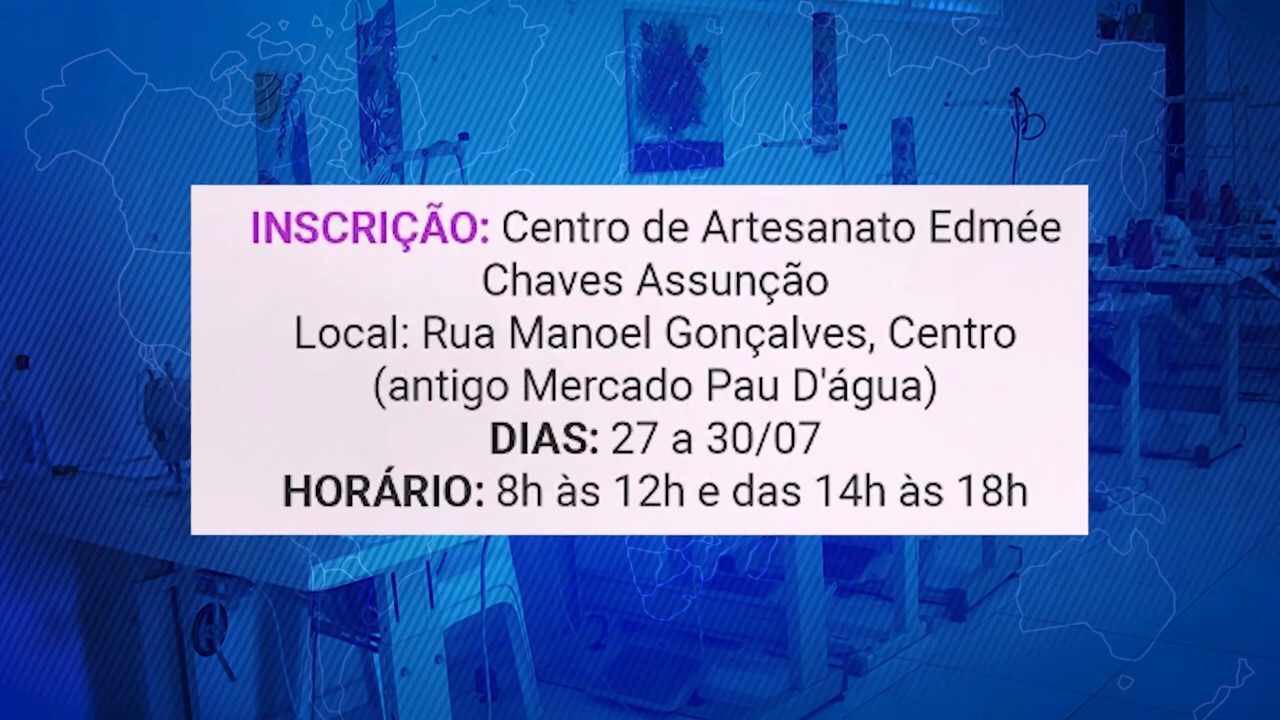 INSCRIÇÃO: Centro de Artesanato Edmée
Chaves Assunção
Local: Rua Manoel Gonçalves, Centro
(antigo Mercado Pau D'água)
DIAS: 27 a 30/07
HORÁRIO: 8h às 12h e das 14h às 18h